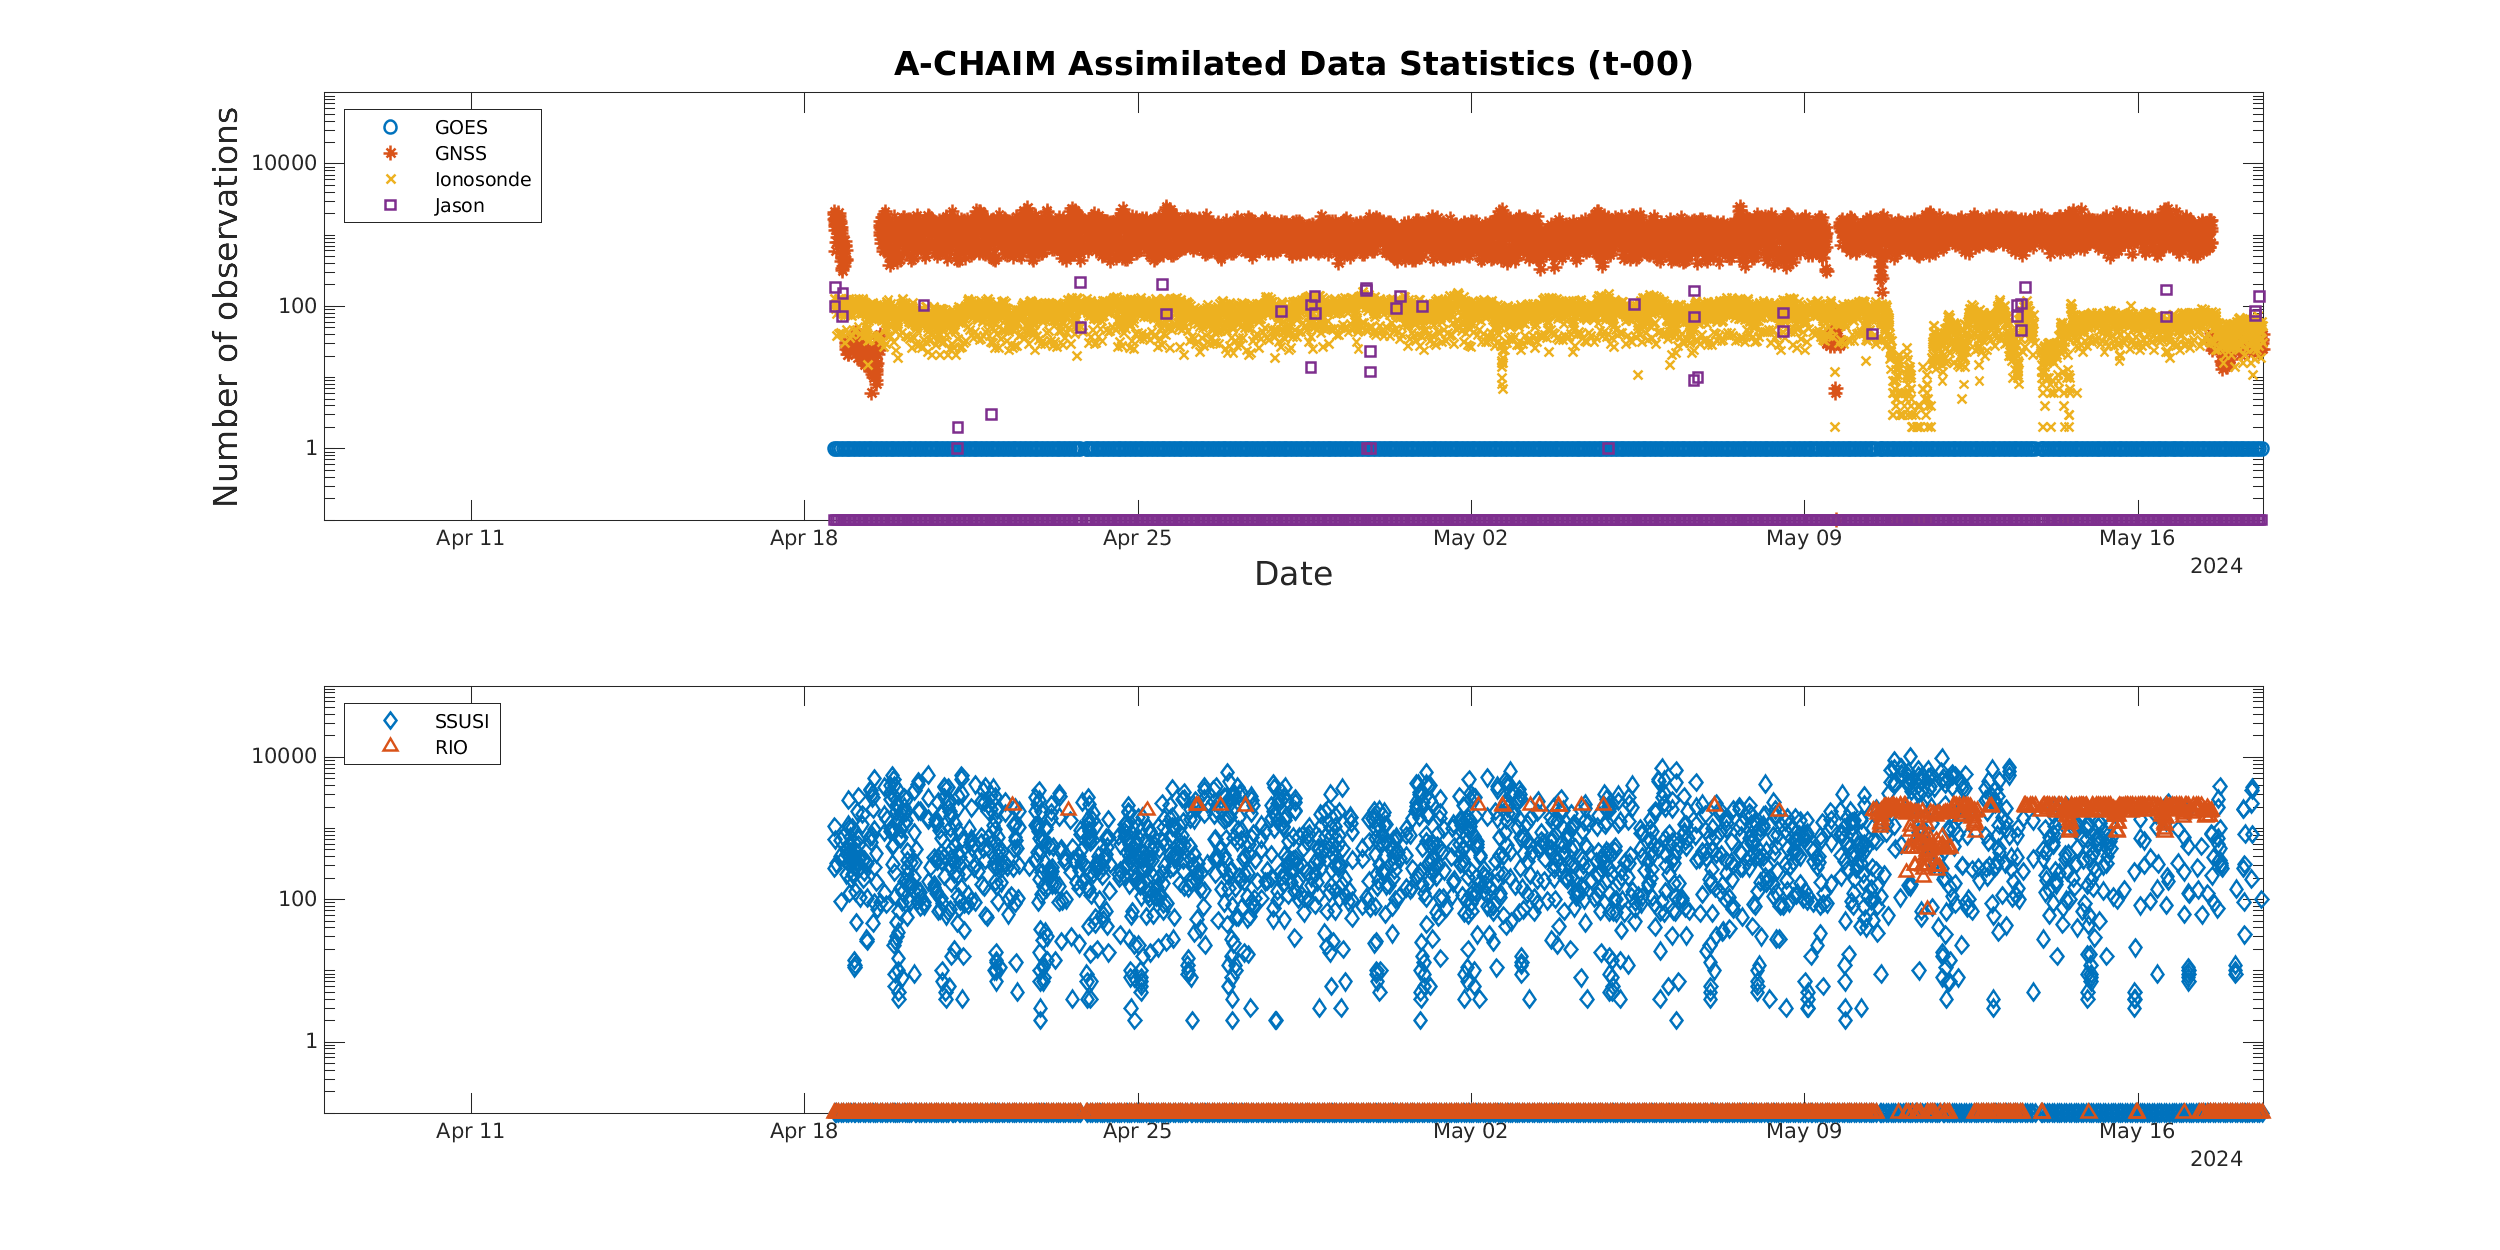 A-CHAIM Assimilated Data Statistics (t-00)
Number of observations
GOES
GNSS
Ionosonde
Jason
10000
100
1
Apr 11 Apr 18 Apr 25 May 02 May 09 May 16
2024
Date
SSUSI
RIO
10000
100
1
Apr 11 Apr 18 Apr 25 May 02 May 09 May 16
2024